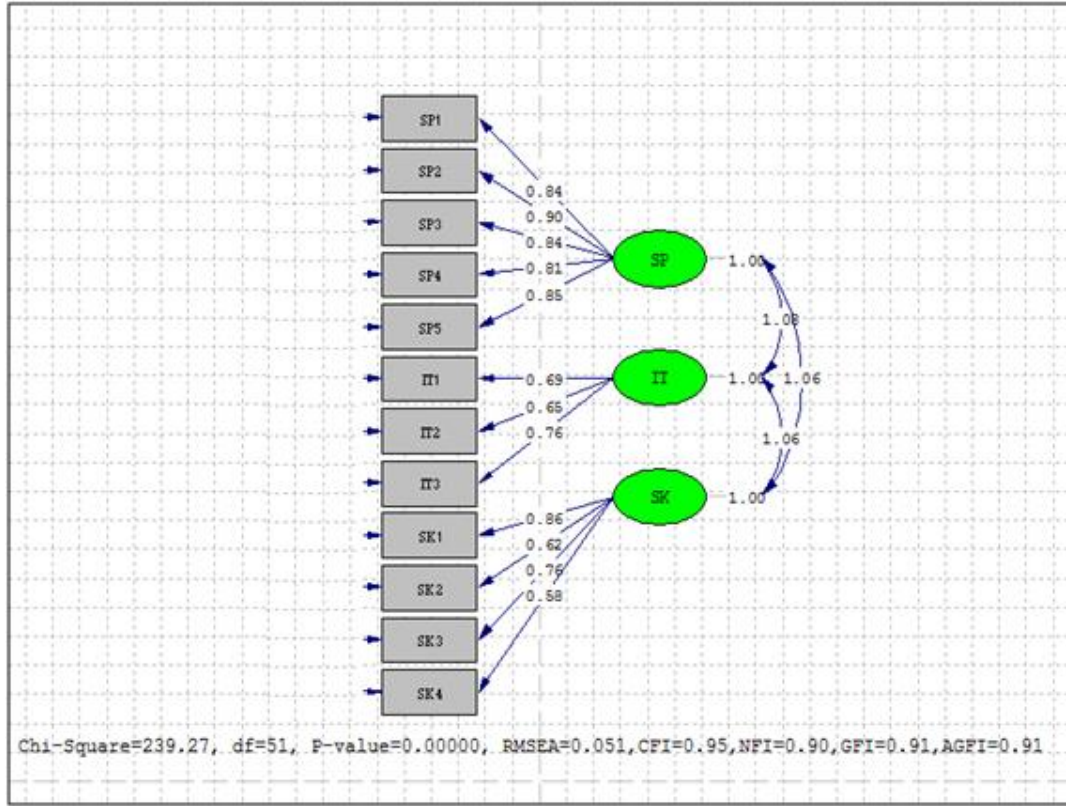 SP1
SP2
SP3
SP4
SP5
IT1
IT2
IT3
SK1
SK2
SK3
SK4
0.84
0.90
0.84
0.81
0.85
0.69
0.65
0.76
0.86
0.62
0.76
0.58
SP
IT
SK
1.00
1.00
1.00
1.06
1.06
Chi-Square=239.27, df=51, P-value=0.00000, RMSEA=0.051,CFI=0.95,NFI=0.90,GFI=0.91,AGFI=0.91